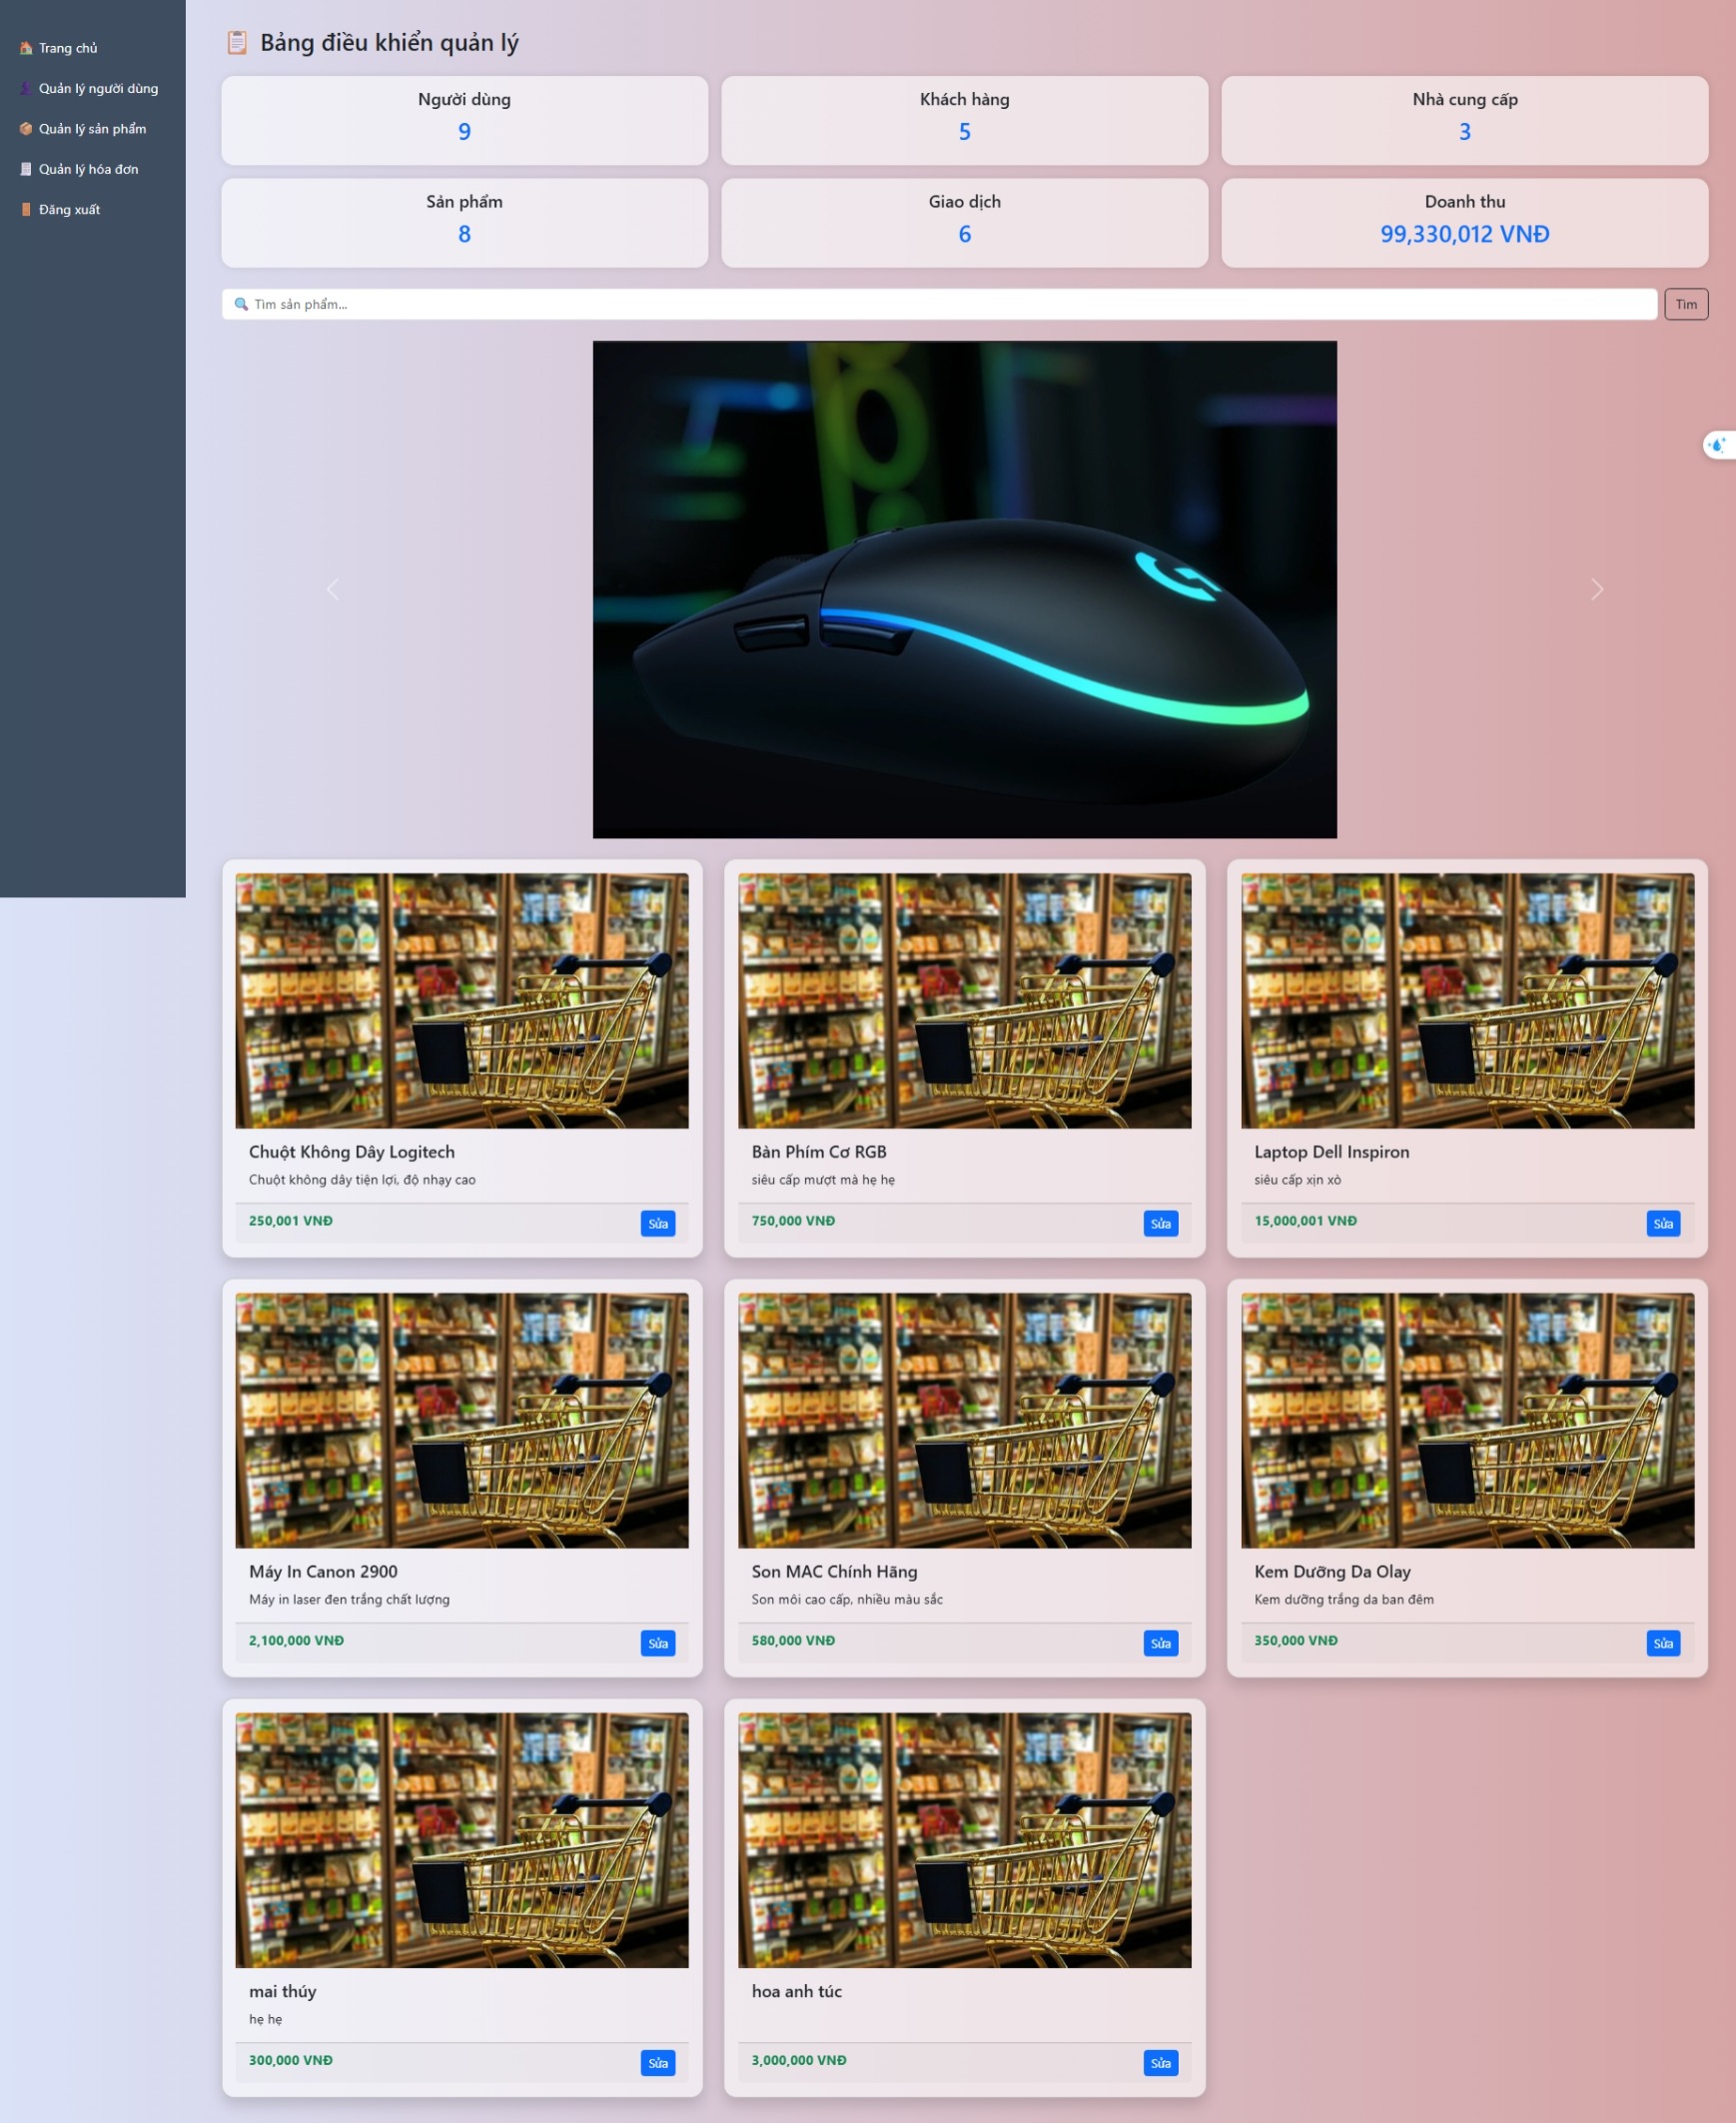 Trang chủ
Quản lý người dùng
Quản lý sản phẩm
Quản lý hóa đơn
Đăng xuất
Bảng điều khiển quản lý
Người dùng
9
Khách hàng
5
Nhà cung cấp
3
Sản phẩm
8
Giao dịch
6
Doanh thu
99,330,012 VNĐ
Tìm sản phẩm...
Tìm
Chuột Không Dây Logitech
Chuột không dây tiện lợi, độ nhạy cao
250,001 VNĐ
Sửa
Bàn Phím Cơ RGB
siêu cấp mượt mà hẹ hẹ
750,000 VNĐ
Sửa
Laptop Dell Inspiron
siêu cấp xịn xò
15,000,001 VNĐ
Sửa
Máy In Canon 2900
Máy in laser đen trắng chất lượng
2,100,000 VNĐ
Sửa
Son MAC Chính Hãng
Son môi cao cấp, nhiều màu sắc
580,000 VNĐ
Sửa
Kem Dưỡng Da Olay
Kem dưỡng trắng da ban đêm
350,000 VNĐ
Sửa
mai thúy
hẹ hẹ
300,000 VNĐ
Sửa
hoa anh túc
3,000,000 VNĐ
Sửa